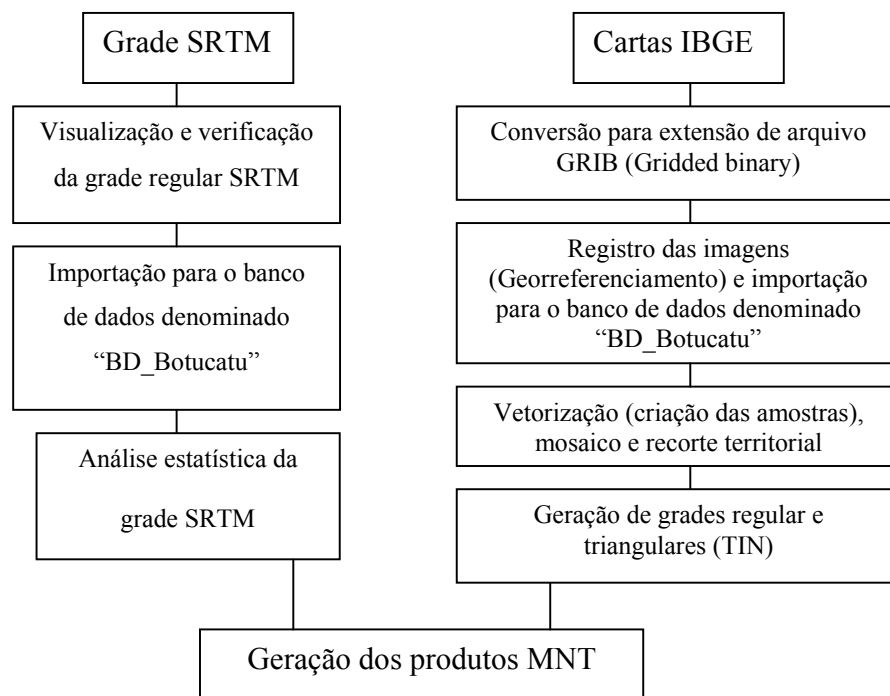 Grade SRTM
Visualização e verificação
da grade regular SRTM
Importação para o banco
de dados denominado
“BD_Botucatu”
Análise estatística da
grade SRTM
Cartas IBGE
Conversão para extensão de arquivo
GRIB (Gridded binary)
Registro das imagens
(Georreferenciamento) e importação
para o banco de dados denominado
“BD_Botucatu”
Vetorização (criação das amostras),
mosaico e recorte territorial
Geração de grades regular e
triangulares (TIN)
Geração dos produtos MNT